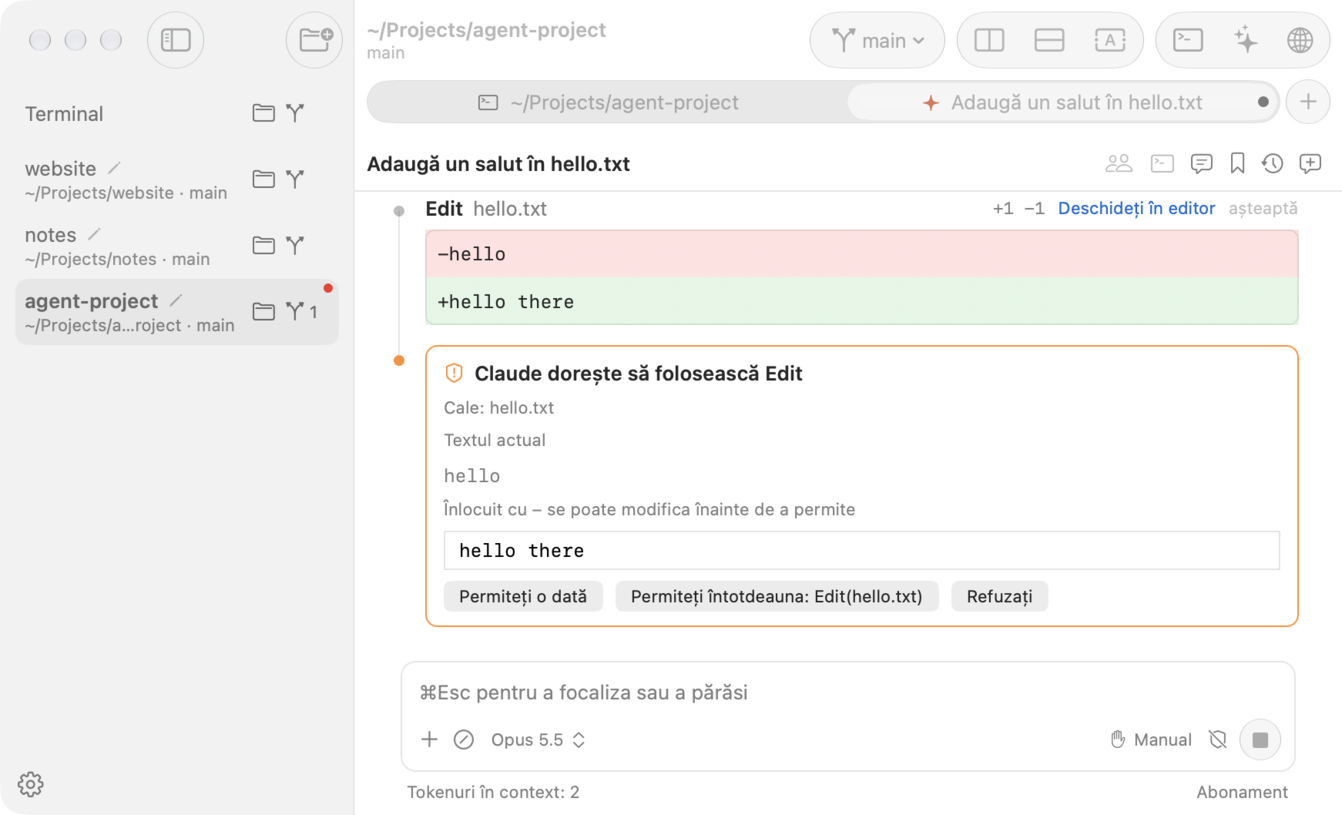 ~/Projects/agent-project
main
main
Terminal
~/Projects/agent-project
Adaugă un salut în hello.txt
website
~/Projects/website · main
notes
~/Projects/notes · main
agent-project
~/Projects/a...roject · main
1
Adaugă un salut în hello.txt
Edit hello.txt
+1 −1 Deschideți în editor așteaptă
−hello
+hello there
Claude dorește să folosească Edit
Cale: hello.txt
Textul actual
hello
Înlocuit cu – se poate modifica înainte de a permite
hello there
Permiteți o dată
Permiteți întotdeauna: Edit(hello.txt)
Refuzați
⌘Esc pentru a focaliza sau a părăsi
Opus 5.5
Manual
Tokenuri în context: 2
Abonament